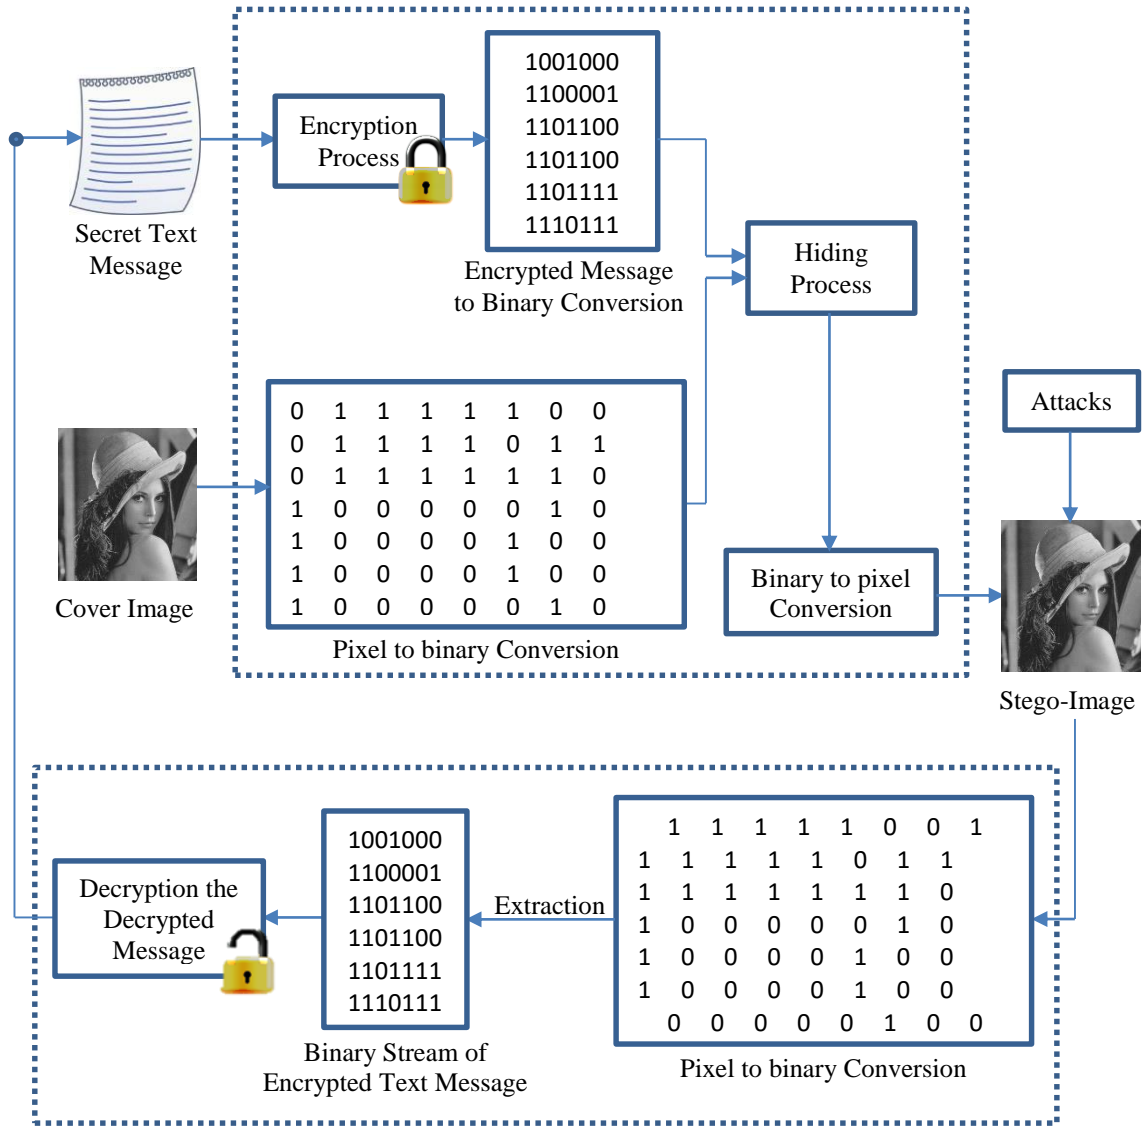 1001000
1100001
1101100
1101100
1101111
1110111
Encryption
Process
Secret Text
Message
Encrypted Message
to Binary Conversion
Hiding
Process
0 1 1 1 1 1 0 0
0 1 1 1 1 0 1 1
0 1 1 1 1 1 1 0
1 0 0 0 0 0 1 0
1 0 0 0 0 1 0 0
1 0 0 0 0 1 0 0
1 0 0 0 0 0 1 0
Attacks
Cover Image
Pixel to binary Conversion
Binary to pixel
Conversion
Stego-Image
1 1 1 1 1 0 0 1
1 1 1 1 1 0 1 1
1 1 1 1 1 1 1 0
1 0 0 0 0 0 1 0
1 0 0 0 0 1 0 0
1 0 0 0 0 1 0 0
0 0 0 0 0 1 0 0
Extraction
1001000
1100001
1101100
1101100
1101111
1110111
Decryption the
Decrypted
Message
Binary Stream of
Encrypted Text Message
Pixel to binary Conversion